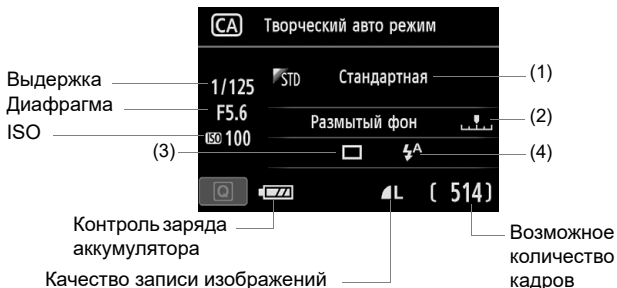 CA Творческий авто режим
Выдержка
1/125
STD Стандартная
(1)
Диафрагма
F5.6
Размытый фон
(2)
ISO
ISO 100
(3)
A
(4)
Q
L
( 514)
Контроль заряда
аккумулятора
Качество записи изображений
Возможное
количество
кадров